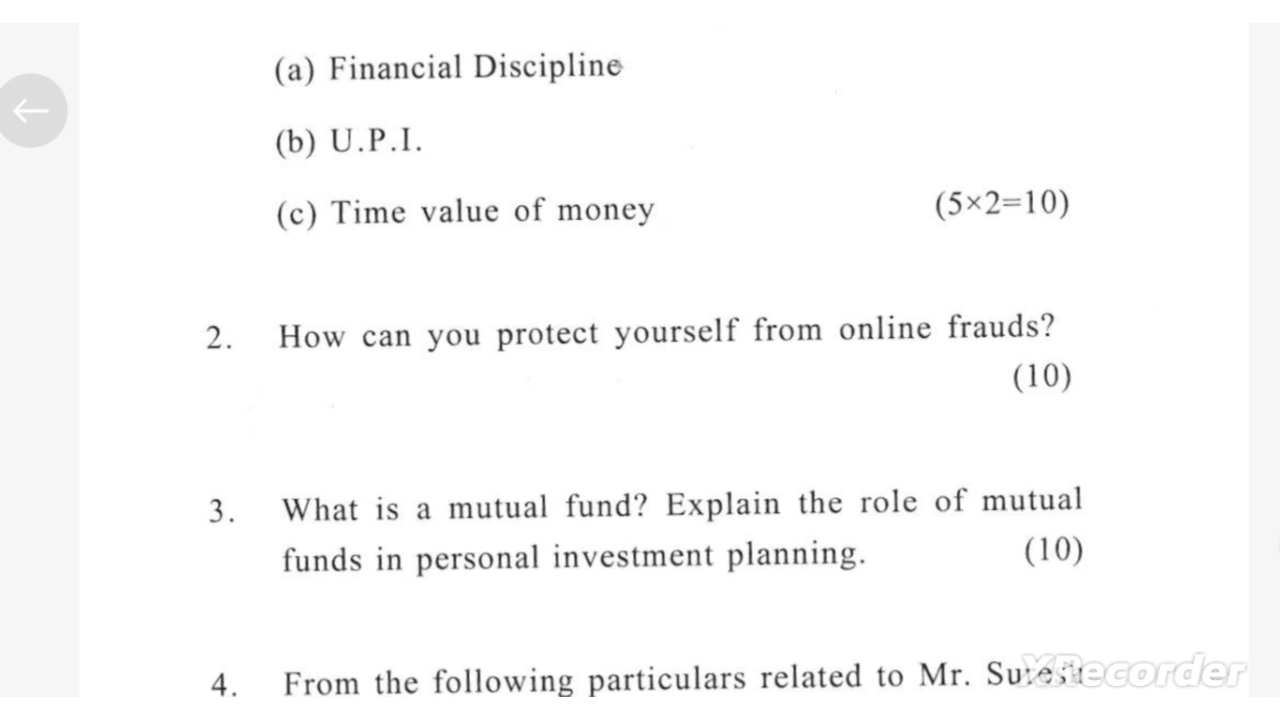 (a) Financial Discipline
(b) U.P.I.
(c) Time value of money (5×2=10)
2. How can you protect yourself from online frauds?
(10)
3. What is a mutual fund? Explain the role of mutual
funds in personal investment planning. (10)
4. From the following particulars related to Mr. Suresh
XRecorder